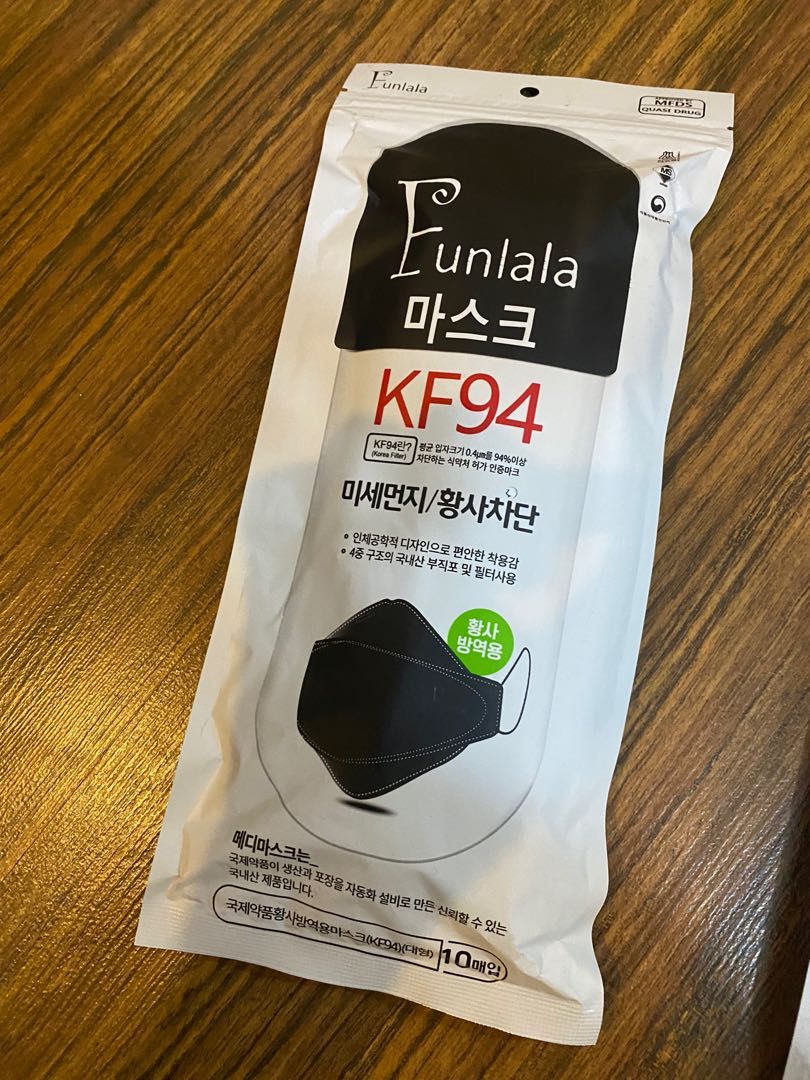 Funlala
MFDS
QUASI DRUG
MS
Funlala
마스크
KF94
KF94란?
(Korea Filter)
평균 입자크기 0.4㎛를 94%이상
차단하는 식약처 허가 인증마크
미세먼지/황사차단
• 인체공학적 디자인으로 편안한 착용감
• 4중 구조의 국내산 부직포 및 필터사용
황사
방역용
메디마스크는_
국제약품이 생산과 포장을 자동화 설비로 만든 신뢰할 수 있는
국내산 제품입니다.
국제약품황사방역용마스크(KF94)(대형) 10매입